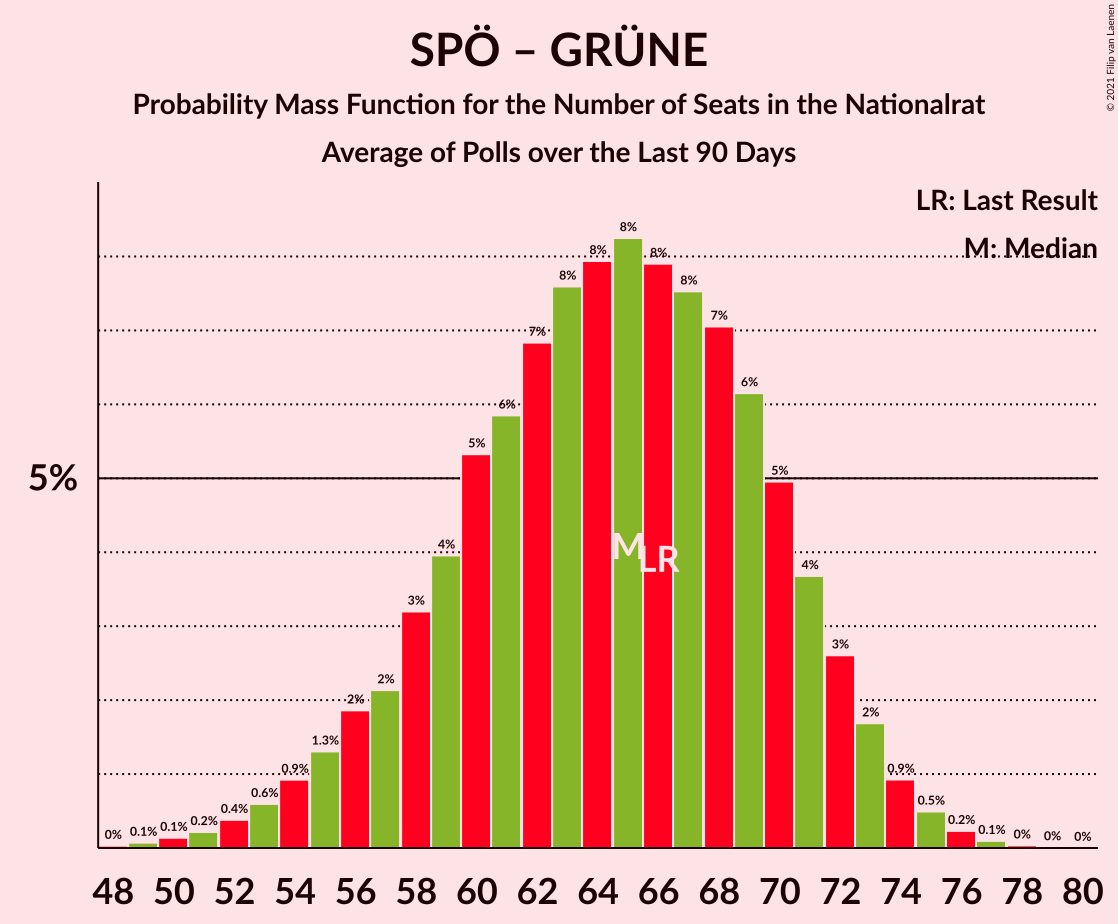 SPÖ – GRÜNE
Probability Mass Function for the Number of Seats in the Nationalrat
Average of Polls over the Last 90 Days
© 2021 Filip van Laenen
LR: Last Result
M: Median
5%
0% 0.1% 0.1% 0.2% 0.4% 0.6% 0.9% 1.3% 2% 2% 3% 4% 5% 6% 7% 8% 8% 8% 8% 8% 7% 6% 5% 4% 3% 2% 0.9% 0.5% 0.2% 0.1% 0% 0% 0%
M LR
48 50 52 54 56 58 60 62 64 66 68 70 72 74 76 78 80